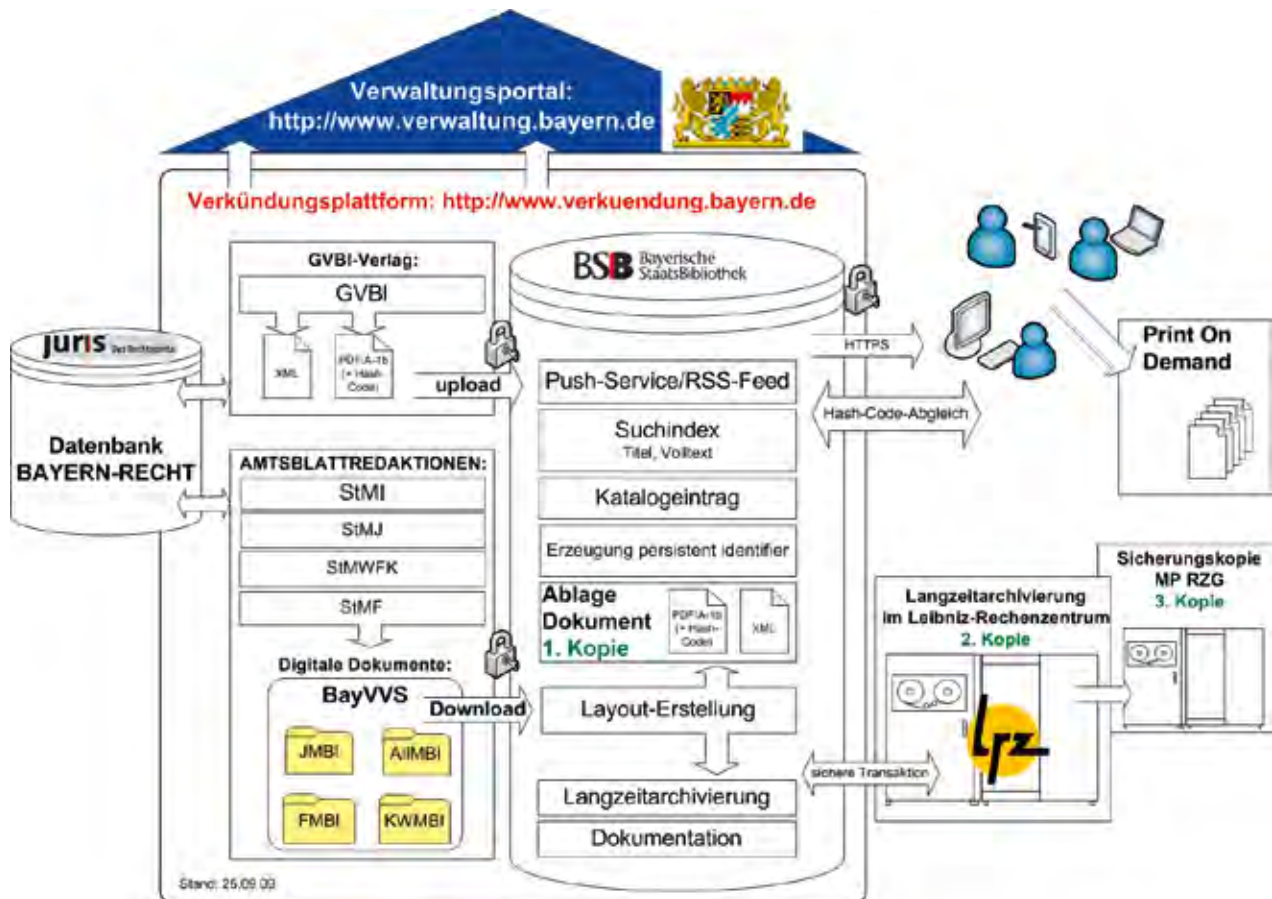 Verwaltungsportal:
http://www.verwaltung.bayern.de
Verkündungsplattform: http://www.verkuendung.bayern.de
GVBl-Verlag:
GVBl
XML
PDF/A-1b
(+ Hash-
Code)
upload
juris Das Rechtsportal
Datenbank
BAYERN-RECHT
AMTSBLATTREDAKTIONEN:
StMI
StMJ
StMWFK
StMF
Digitale Dokumente:
BayVVS
JMBl
AllMBl
FMBl
KWMBl
Download
Stand: 25.09.09
BSB Bayerische
StaatsBibliothek
Push-Service/RSS-Feed
Suchindex
Titel, Volltext
Katalogeintrag
Erzeugung persistent identifier
Ablage
Dokument
1. Kopie
PDF/A-1b
(+ Hash-
Code)
XML
Layout-Erstellung
Langzeitarchivierung
Dokumentation
HTTPS
Hash-Code-Abgleich
Print On
Demand
sichere Transaktion
Langzeitarchivierung
im Leibniz-Rechenzentrum
2. Kopie
lrz
Sicherungskopie
MP RZG
3. Kopie